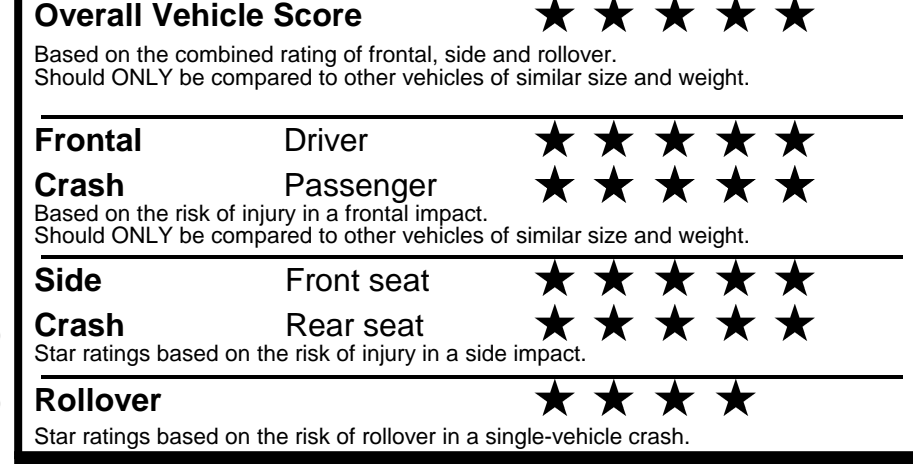 Overall Vehicle Score ★ ★ ★ ★ ★
Based on the combined rating of frontal, side and rollover.
Should ONLY be compared to other vehicles of similar size and weight.
Frontal Driver ★ ★ ★ ★ ★
Crash Passenger ★ ★ ★ ★ ★
Based on the risk of injury in a frontal impact.
Should ONLY be compared to other vehicles of similar size and weight.
Side Front seat ★ ★ ★ ★ ★
Crash Rear seat ★ ★ ★ ★ ★
Star ratings based on the risk of injury in a side impact.
Rollover ★ ★ ★ ★
Star ratings based on the risk of rollover in a single-vehicle crash.